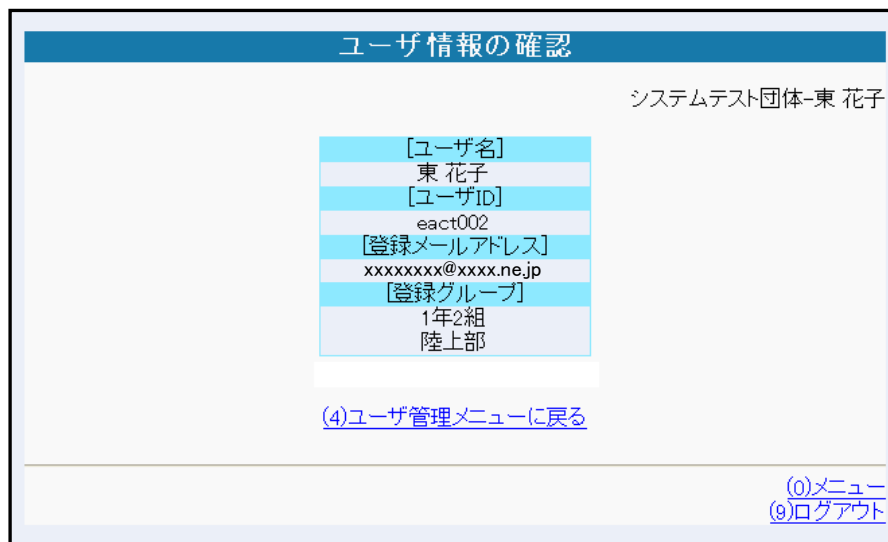 ユーザ情報の確認
システムテスト団体-東 花子
[ユーザ名]
東 花子
[ユーザID]
eact002
[登録メールアドレス]
xxxxxxxx@xxxx.ne.jp
[登録グループ]
1年2組
陸上部
(4)ユーザ管理メニューに戻る
(0)メニュー
(9)ログアウト